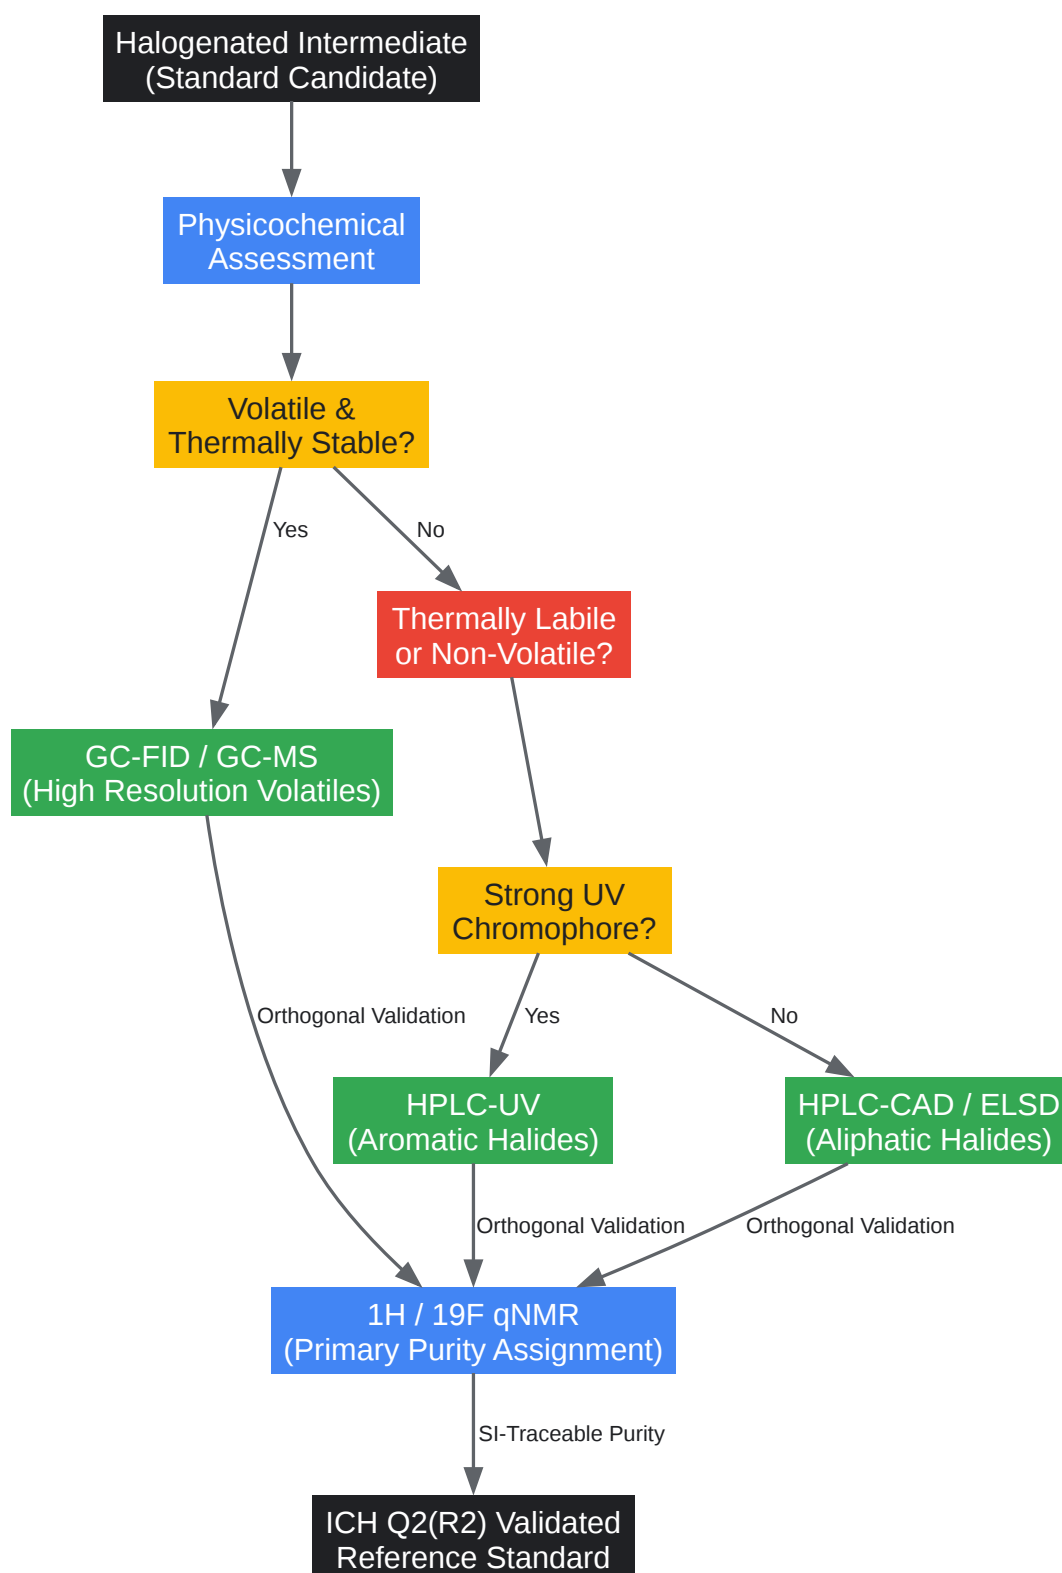 Halogenated Intermediate
(Standard Candidate)
Physicochemical
Assessment
Volatile &
Thermally Stable?
Yes
No
Thermally Labile
or Non-Volatile?
GC-FID / GC-MS
(High Resolution Volatiles)
Strong UV
Chromophore?
Orthogonal Validation
Yes
No
HPLC-UV
(Aromatic Halides)
HPLC-CAD / ELSD
(Aliphatic Halides)
Orthogonal Validation
Orthogonal Validation
1H / 19F qNMR
(Primary Purity Assignment)
SI-Traceable Purity
ICH Q2(R2) Validated
Reference Standard